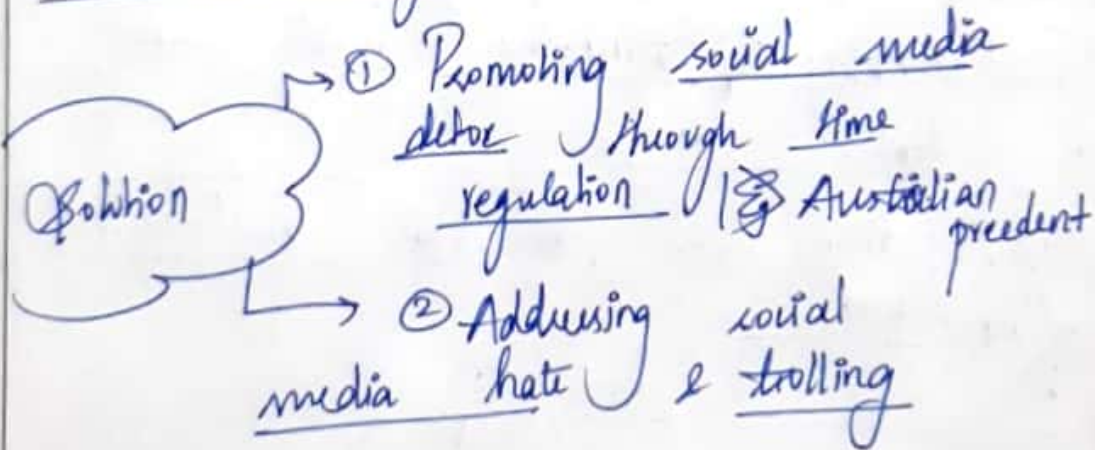 ① Promoting social media
detox through time
regulation | Australian
precedent
Solution
② Addressing social
media hate & trolling